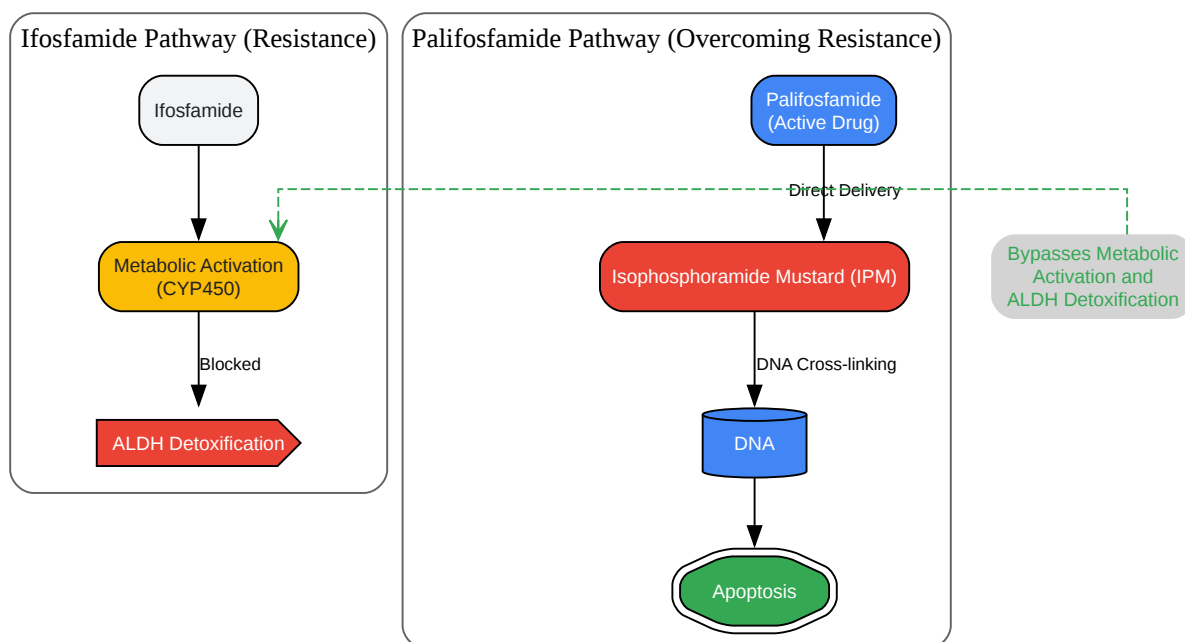 Ifosfamide Pathway (Resistance)
Ifosfamide
Metabolic Activation
(CYP450)
Blocked
ALDH Detoxification
Palifosfamide Pathway (Overcoming Resistance)
Palifosfamide
(Active Drug)
Direct Delivery
Isophosphoramide Mustard (IPM)
DNA Cross-linking
DNA
Apoptosis
Bypasses Metabolic
Activation and
ALDH Detoxification